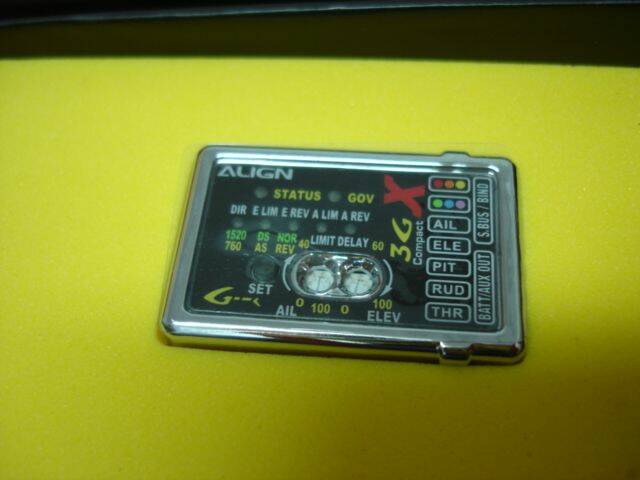 ALIGN
STATUS GOV
DIR E LIM E REV A LIM A REV
1520 DS NOR
760 AS REV 40 LIMIT DELAY 60
SET
AIL 0 100 0 100 ELEV
3GX
Compact
AIL
ELE
PIT
RUD
THR
S.BUS / BIND
BATT/AUX OUT